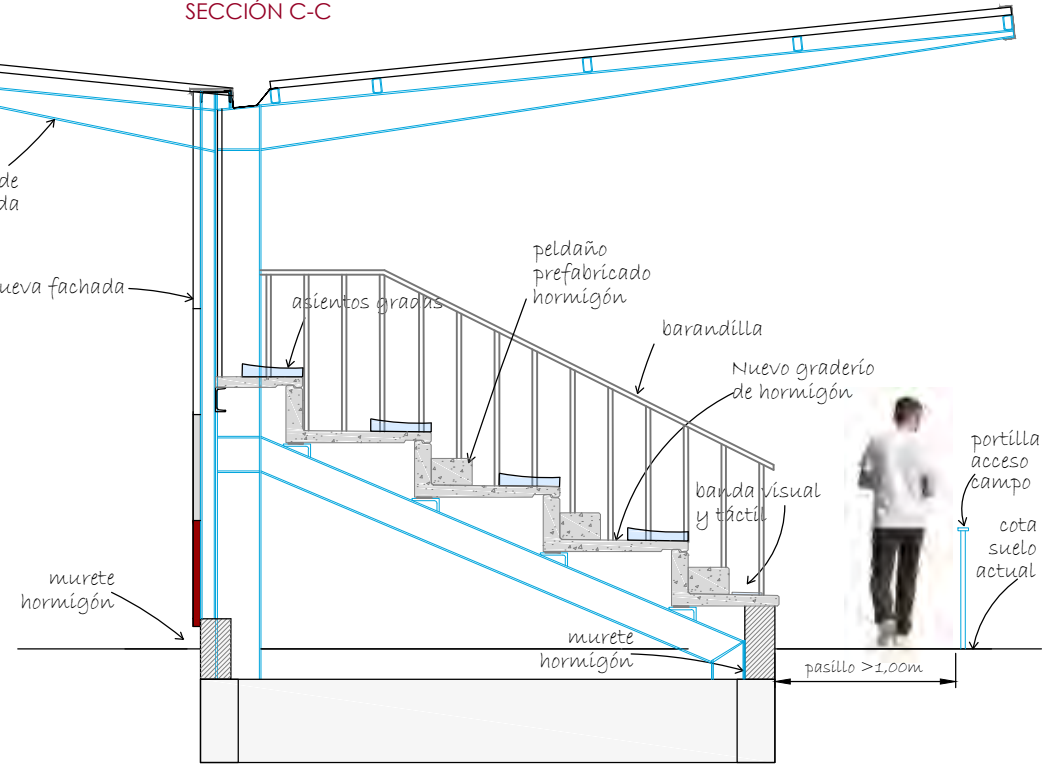 SECCIÓN C-C
de
da
ueva fachada
asientos gradas
peldaño
prefabricado
hormigón
barandilla
Nuevo graderío
de hormigón
banda visual
y táctil
portilla
acceso
campo
cota
suelo
actual
murete
hormigón
murete
hormigón
pasillo >1,00m